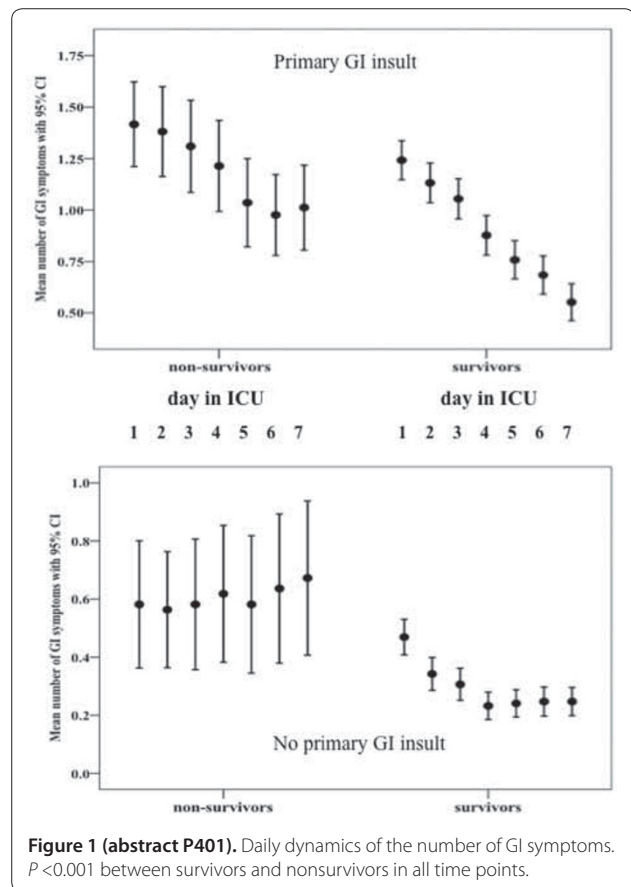 Primary GI insult
Mean number of GI symptoms with 95% CI
1.75
1.50
1.25
1.00
0.75
0.50
non-survivors survivors
day in ICU day in ICU
1 2 3 4 5 6 7 1 2 3 4 5 6 7
Mean number of GI symptoms with 95% CI
1.0
0.8
0.6
0.4
0.2
0.0
No primary GI insult
non-survivors survivors
Figure 1 (abstract P401). Daily dynamics of the number of GI symptoms.
P <0.001 between survivors and nonsurvivors in all time points.